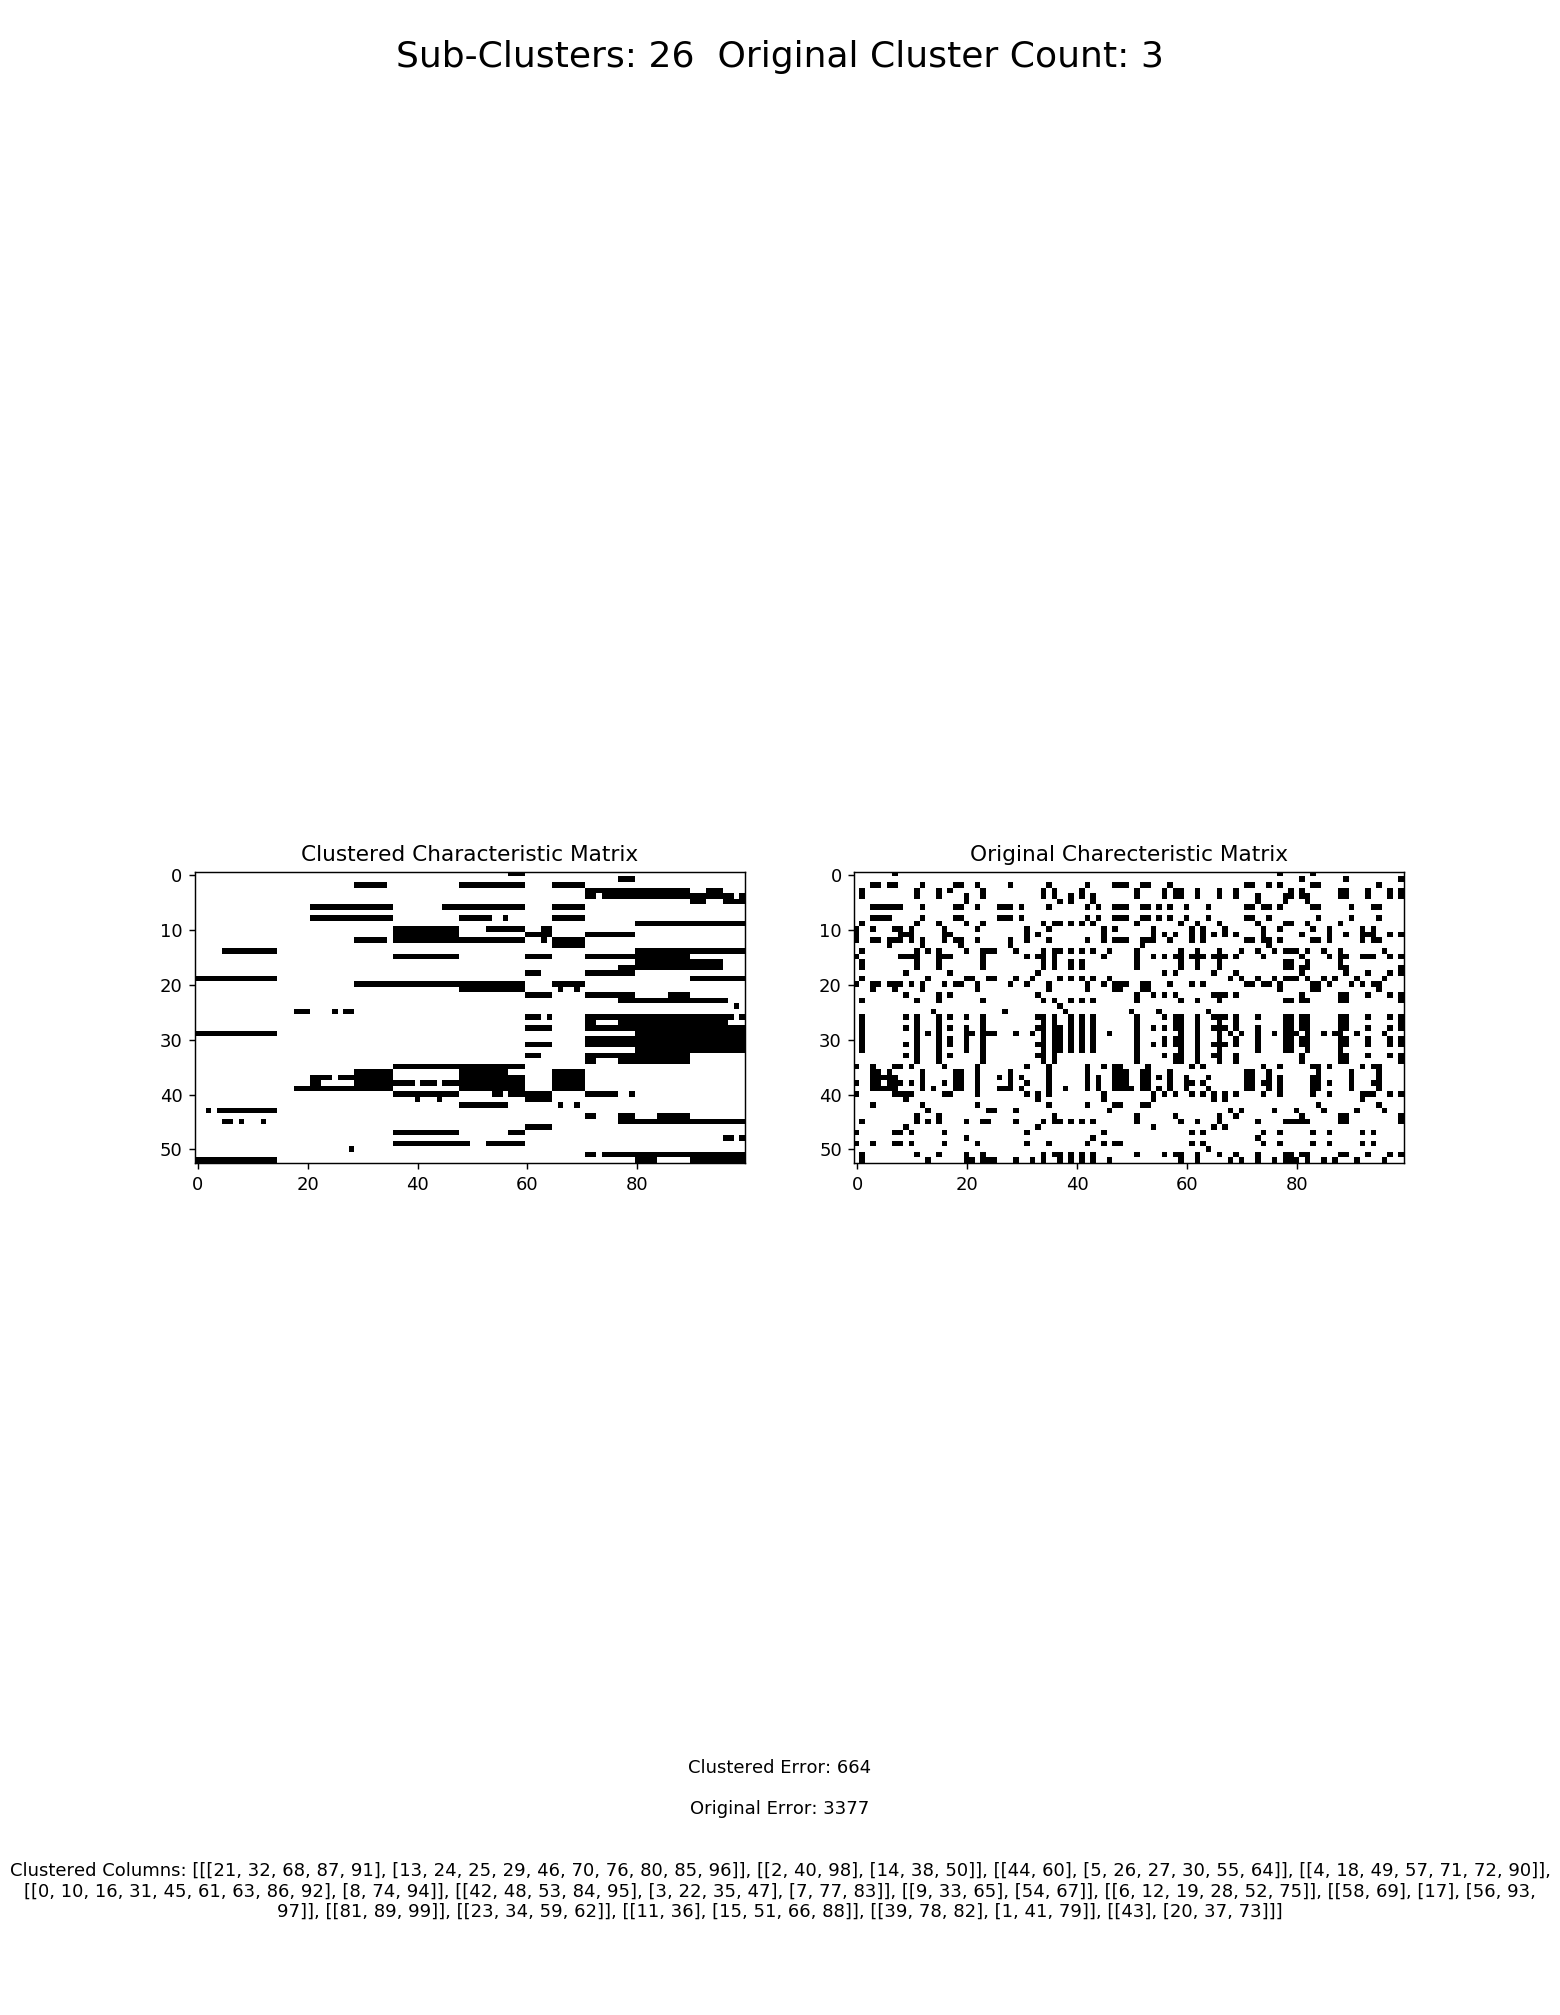 Sub-Clusters: 26  Original Cluster Count: 3
Clustered Characteristic Matrix
0
10
20
30
40
50
0 20 40 60 80
Original Charecteristic Matrix
0
10
20
30
40
50
0 20 40 60 80
Clustered Error: 664
Original Error: 3377
Clustered Columns: [[[21, 32, 68, 87, 91], [13, 24, 25, 29, 46, 70, 76, 80, 85, 96]], [[2, 40, 98], [14, 38, 50]], [[44, 60], [5, 26, 27, 30, 55, 64]], [[4, 18, 49, 57, 71, 72, 90]],
[[0, 10, 16, 31, 45, 61, 63, 86, 92], [8, 74, 94]], [[42, 48, 53, 84, 95], [3, 22, 35, 47], [7, 77, 83]], [[9, 33, 65], [54, 67]], [[6, 12, 19, 28, 52, 75]], [[58, 69], [17], [56, 93,
97]], [[81, 89, 99]], [[23, 34, 59, 62]], [[11, 36], [15, 51, 66, 88]], [[39, 78, 82], [1, 41, 79]], [[43], [20, 37, 73]]]